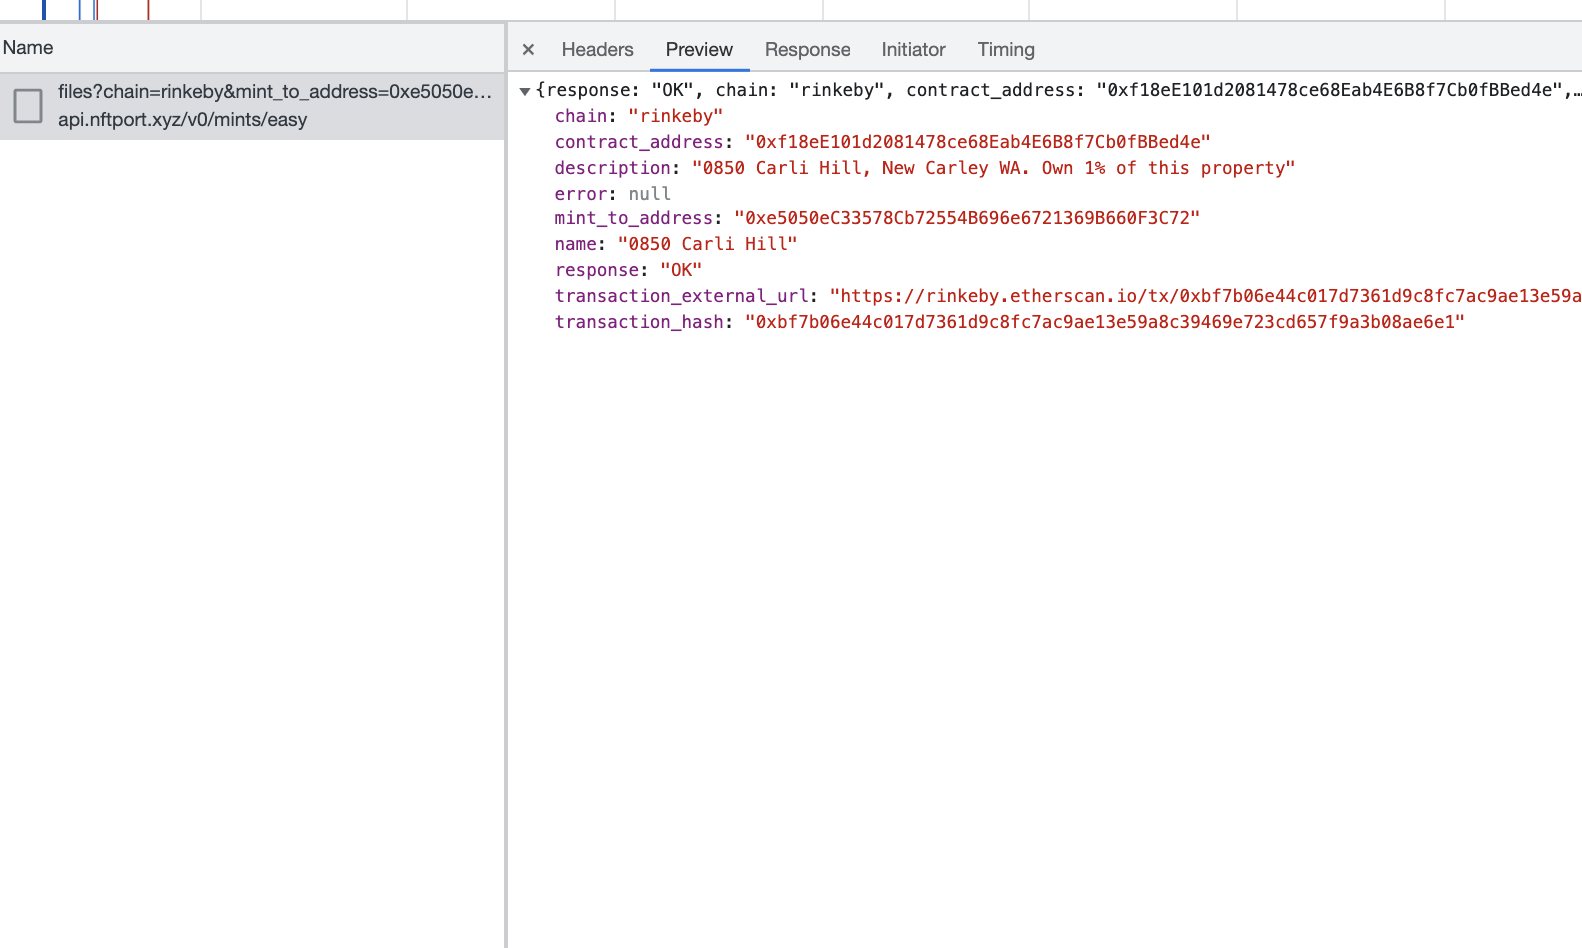 Name
files?chain=rinkeby&mint_to_address=0xe5050e...
api.nftport.xyz/v0/mints/easy
× Headers Preview Response Initiator Timing
{response: "OK", chain: "rinkeby", contract_address: "0xf18eE101d2081478ce68Eab4E6B8f7Cb0fBBed4e",…
chain: "rinkeby"
contract_address: "0xf18eE101d2081478ce68Eab4E6B8f7Cb0fBBed4e"
description: "0850 Carli Hill, New Carley WA. Own 1% of this property"
error: null
mint_to_address: "0xe5050eC33578Cb72554B696e6721369B660F3C72"
name: "0850 Carli Hill"
response: "OK"
transaction_external_url: "https://rinkeby.etherscan.io/tx/0xbf7b06e44c017d7361d9c8fc7ac9ae13e59a
transaction_hash: "0xbf7b06e44c017d7361d9c8fc7ac9ae13e59a8c39469e723cd657f9a3b08ae6e1"